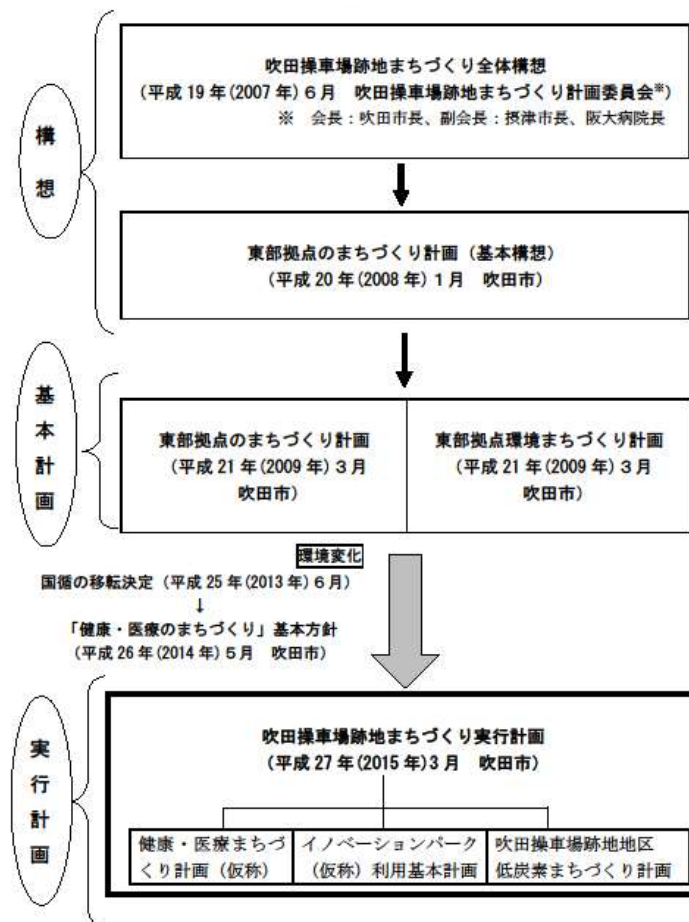 構想
吹田操車場跡地まちづくり全体構想
(平成19年(2007年)6月　吹田操車場跡地まちづくり計画委員会※)
※　会長：吹田市長、副会長：摂津市長、阪大病院長
東部拠点のまちづくり計画（基本構想）
(平成20年(2008年)1月　吹田市)
基本計画
東部拠点のまちづくり計画
(平成21年(2009年)3月
吹田市)
東部拠点環境まちづくり計画
(平成21年(2009年)3月
吹田市)
環境変化
国循の移転決定（平成25年(2013年)6月）
↓
「健康・医療のまちづくり」基本方針
(平成26年(2014年)5月　吹田市)
実行計画
吹田操車場跡地まちづくり実行計画
(平成27年(2015年)3月　吹田市)
健康・医療まちづ
くり計画（仮称）
イノベーションパーク
（仮称）利用基本計画
吹田操車場跡地地区
低炭素まちづくり計画